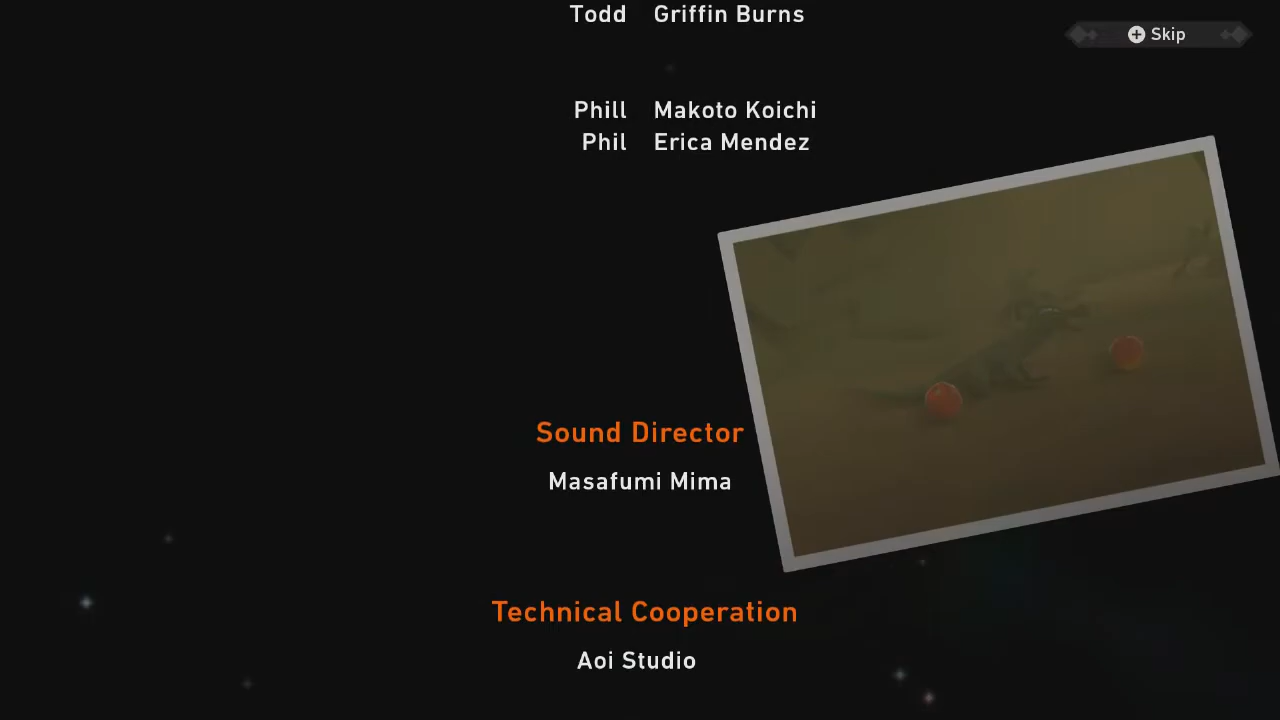 Todd Griffin Burns
Skip
Phill Makoto Koichi
Phil Erica Mendez
Sound Director
Masafumi Mima
Technical Cooperation
Aoi Studio